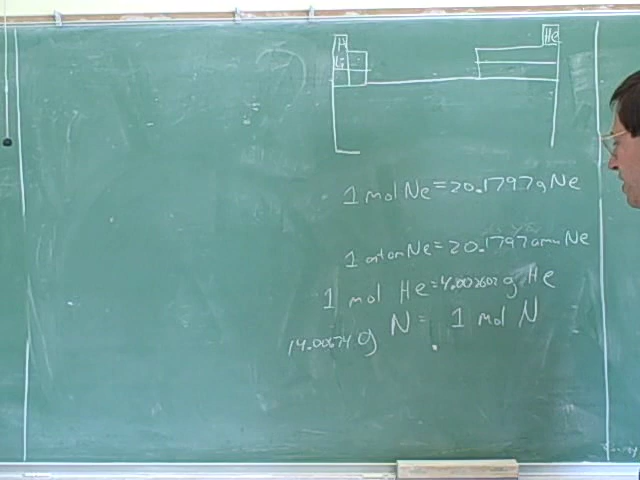 H He
Li
1 mol Ne = 20.1797 g Ne
1 atom Ne = 20.1797 amu Ne
1 mol He = 4.002602 g He
14.00674 g N = 1 mol N